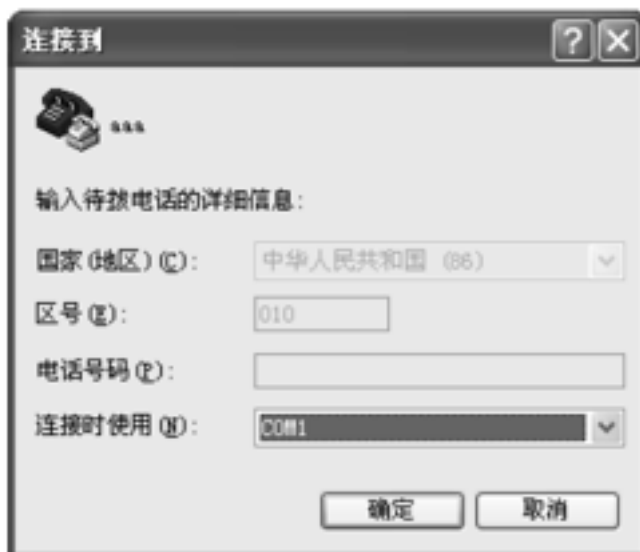 连接到
aaa
输入待拨电话的详细信息:
国家(地区)(C): 中华人民共和国 (86)
区号(E): 010
电话号码(P):
连接时使用(N): COM1
确定 取消